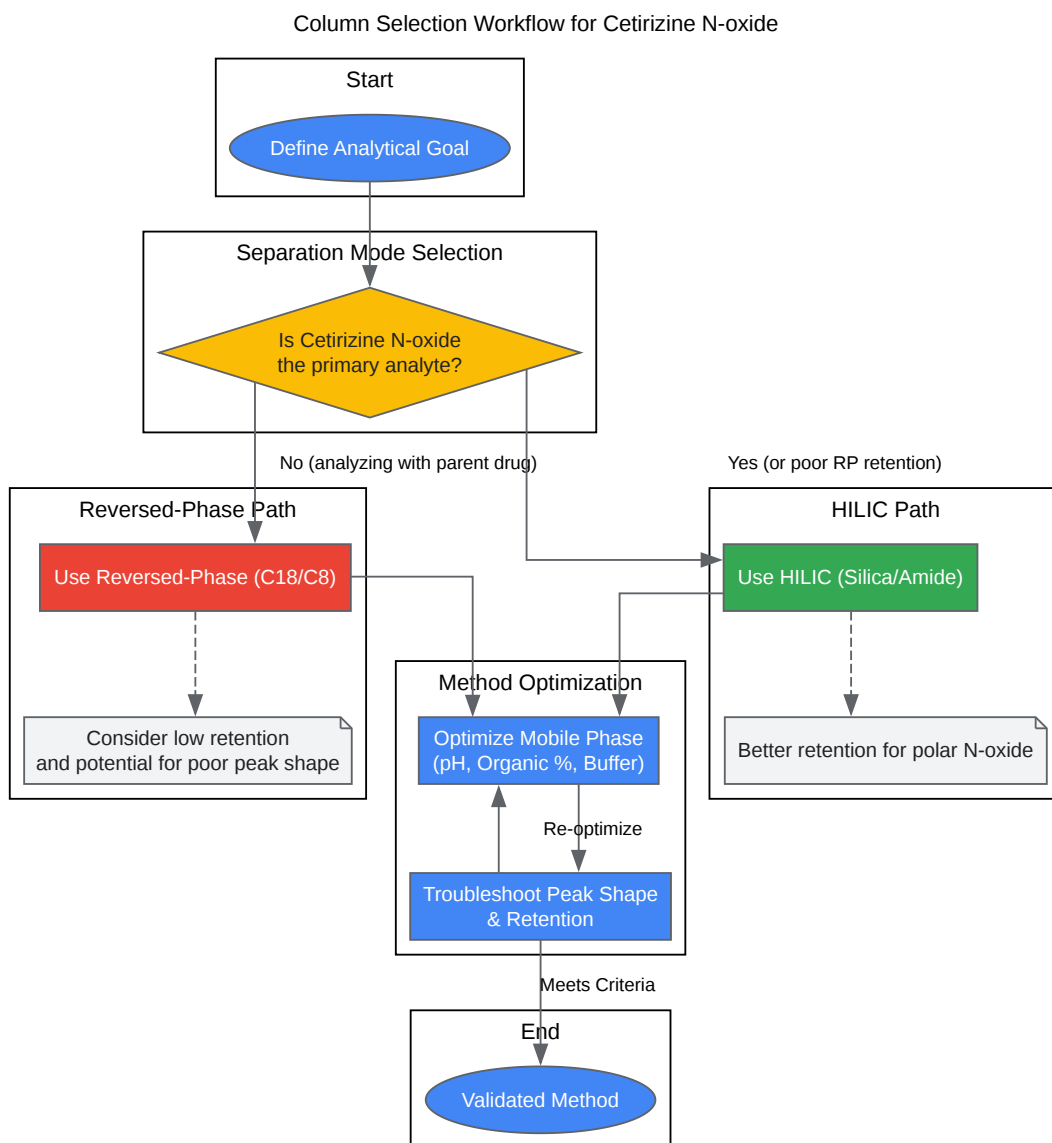 Column Selection Workflow for Cetirizine N-oxide
Start
Define Analytical Goal
Separation Mode Selection
Is Cetirizine N-oxide
the primary analyte?
No (analyzing with parent drug)
Yes (or poor RP retention)
Reversed-Phase Path
HILIC Path
Use Reversed-Phase (C18/C8)
Use HILIC (Silica/Amide)
Consider low retention
and potential for poor peak shape
Better retention for polar N-oxide
Method Optimization
Optimize Mobile Phase
(pH, Organic %, Buffer)
Re-optimize
Troubleshoot Peak Shape
& Retention
Meets Criteria
End
Validated Method